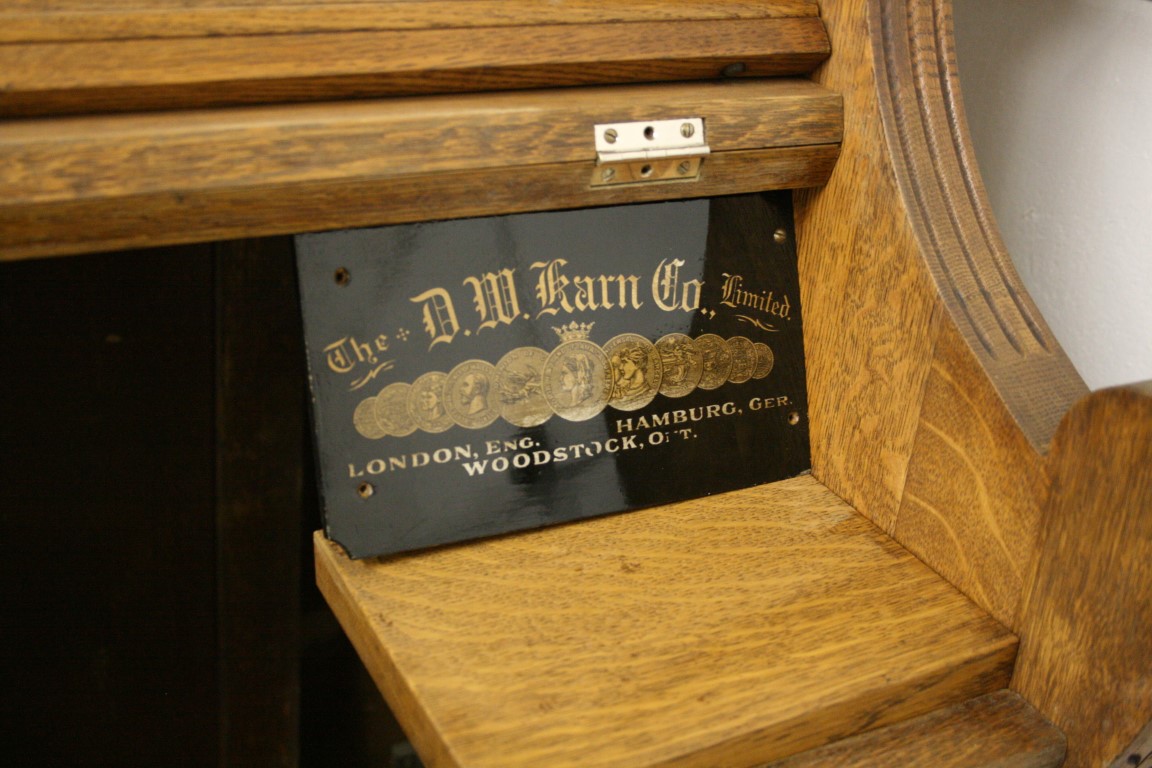 The D.W. Karn Co., Limited.
LONDON, ENG. HAMBURG, GER.
WOODSTOCK, ONT.